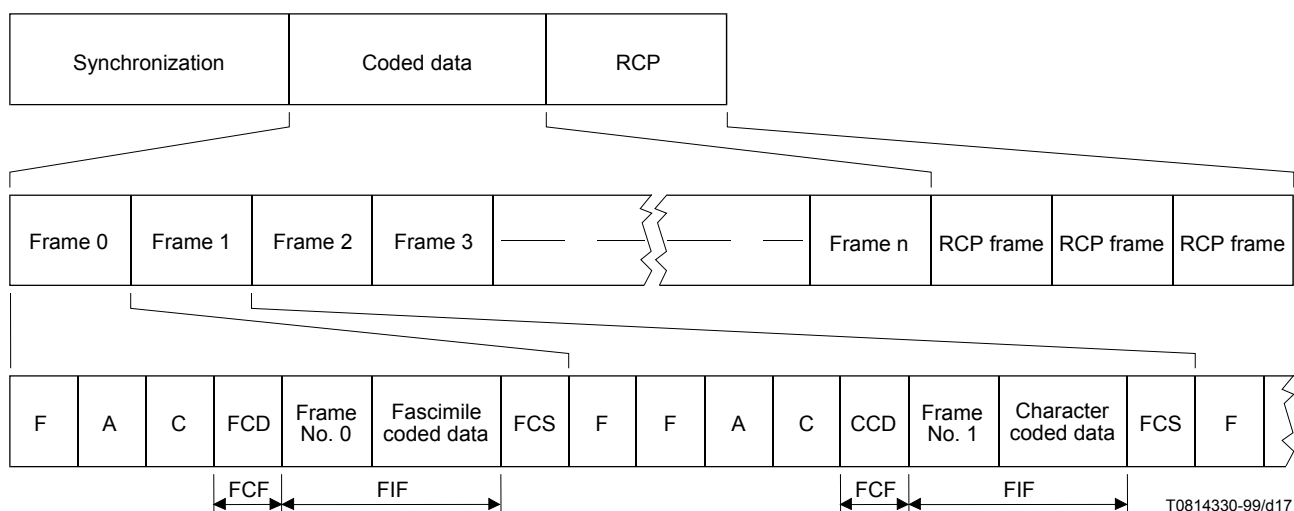 Synchronization Coded data RCP
Frame 0 Frame 1 Frame 2 Frame 3 Frame n RCP frame RCP frame RCP frame
F A C FCD Frame No. 0 Fascimile coded data FCS F F A C CCD Frame No. 1 Character coded data FCS F
FCF FIF FCF FIF
T0814330-99/d17